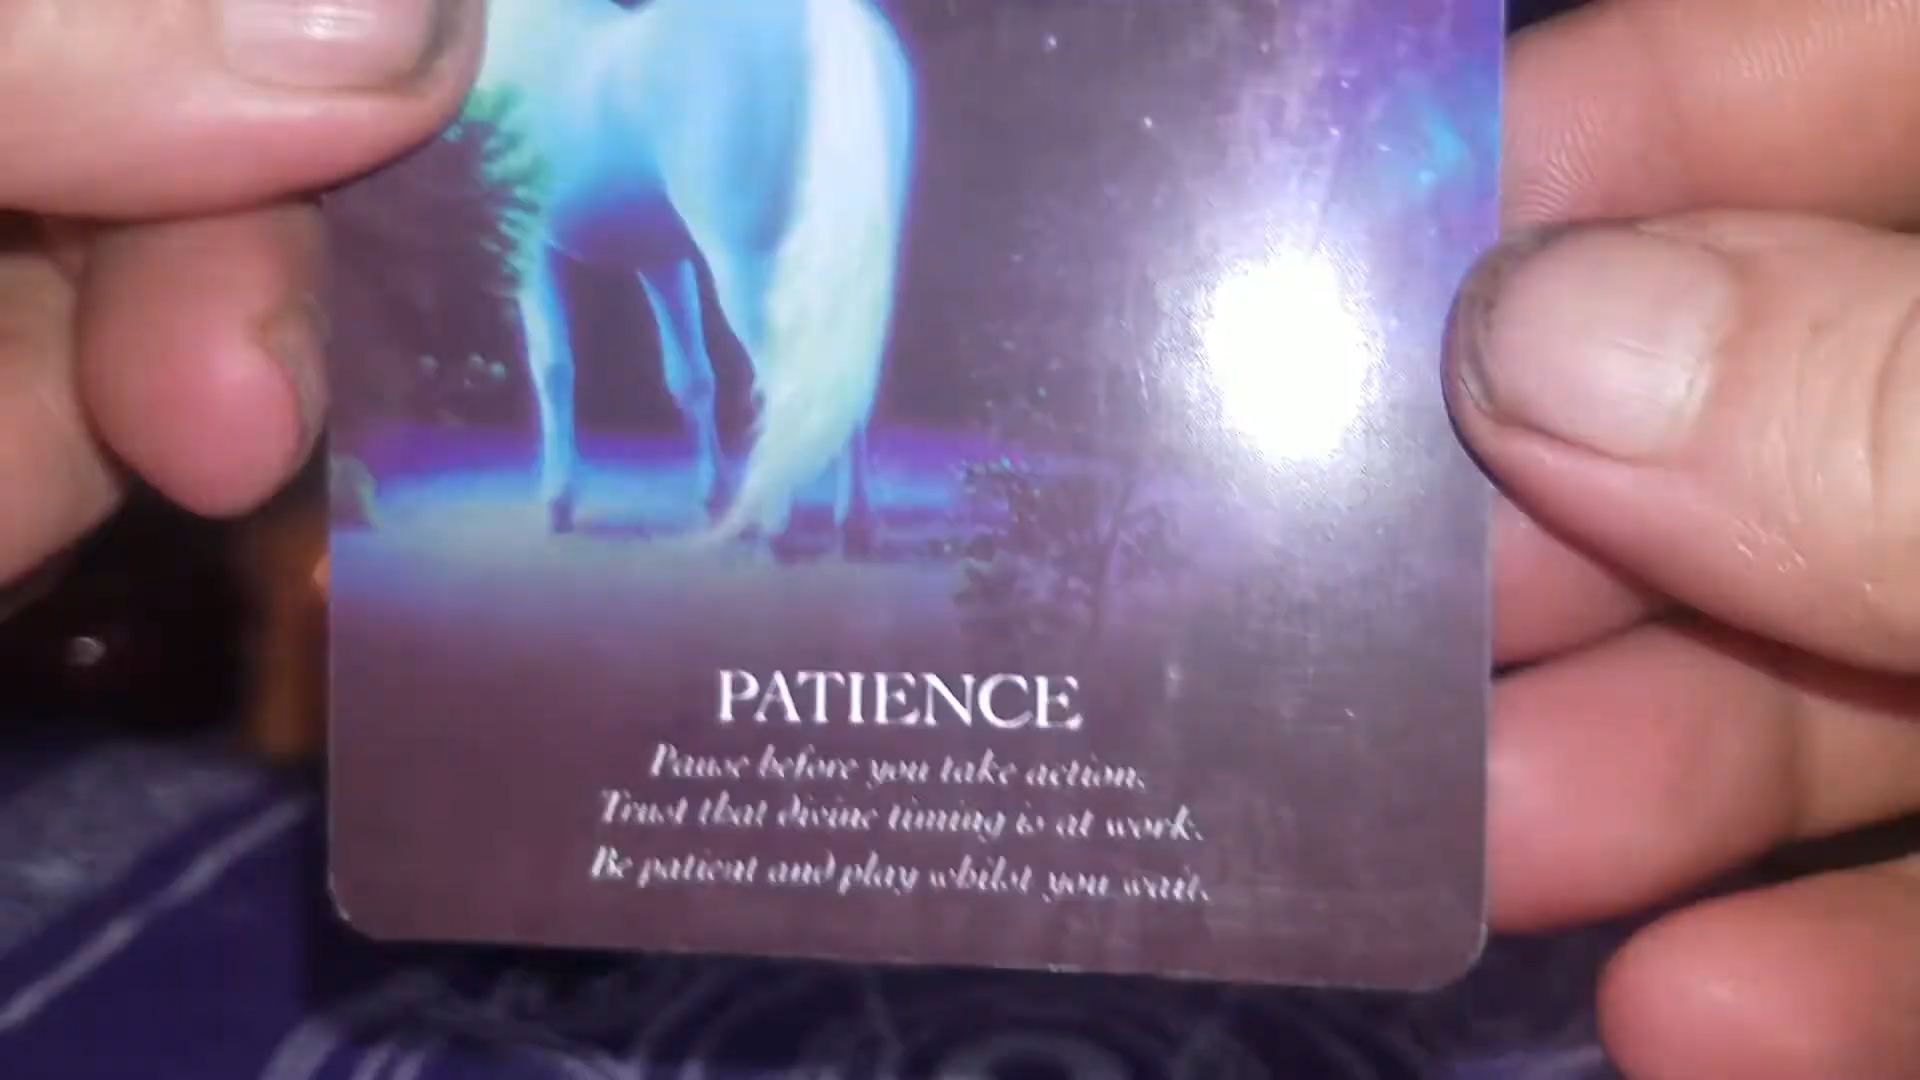 PATIENCE
Pause before you take action.
Trust that divine timing is at work.
Be patient and play whilst you wait.